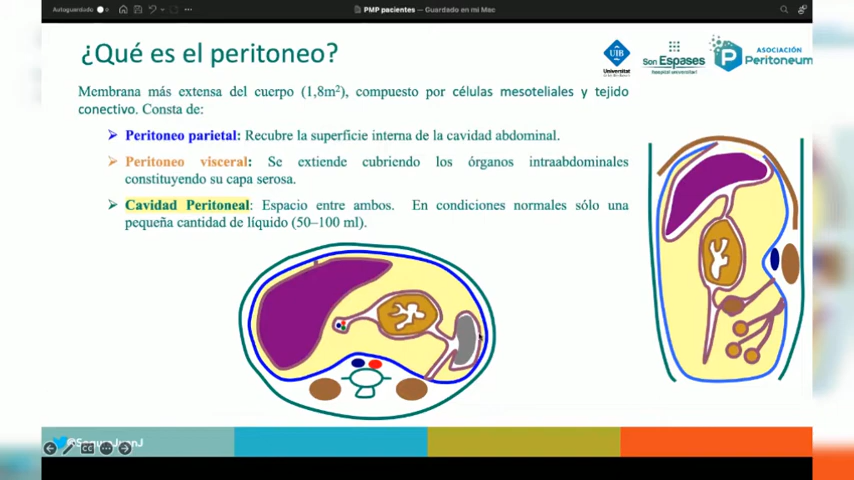 Autoguardado
PMP pacientes — Guardado en mi Mac
¿Qué es el peritoneo?
UIB
Universitat
Son Espases
hospital universitari
P
ASOCIACIÓN
Peritoneum
Membrana más extensa del cuerpo (1,8m²), compuesto por células mesoteliales y tejido
conectivo. Consta de:
➢ Peritoneo parietal: Recubre la superficie interna de la cavidad abdominal.
➢ Peritoneo visceral: Se extiende cubriendo los órganos intraabdominales
constituyendo su capa serosa.
➢ Cavidad Peritoneal: Espacio entre ambos. En condiciones normales sólo una
pequeña cantidad de líquido (50–100 ml).
CC